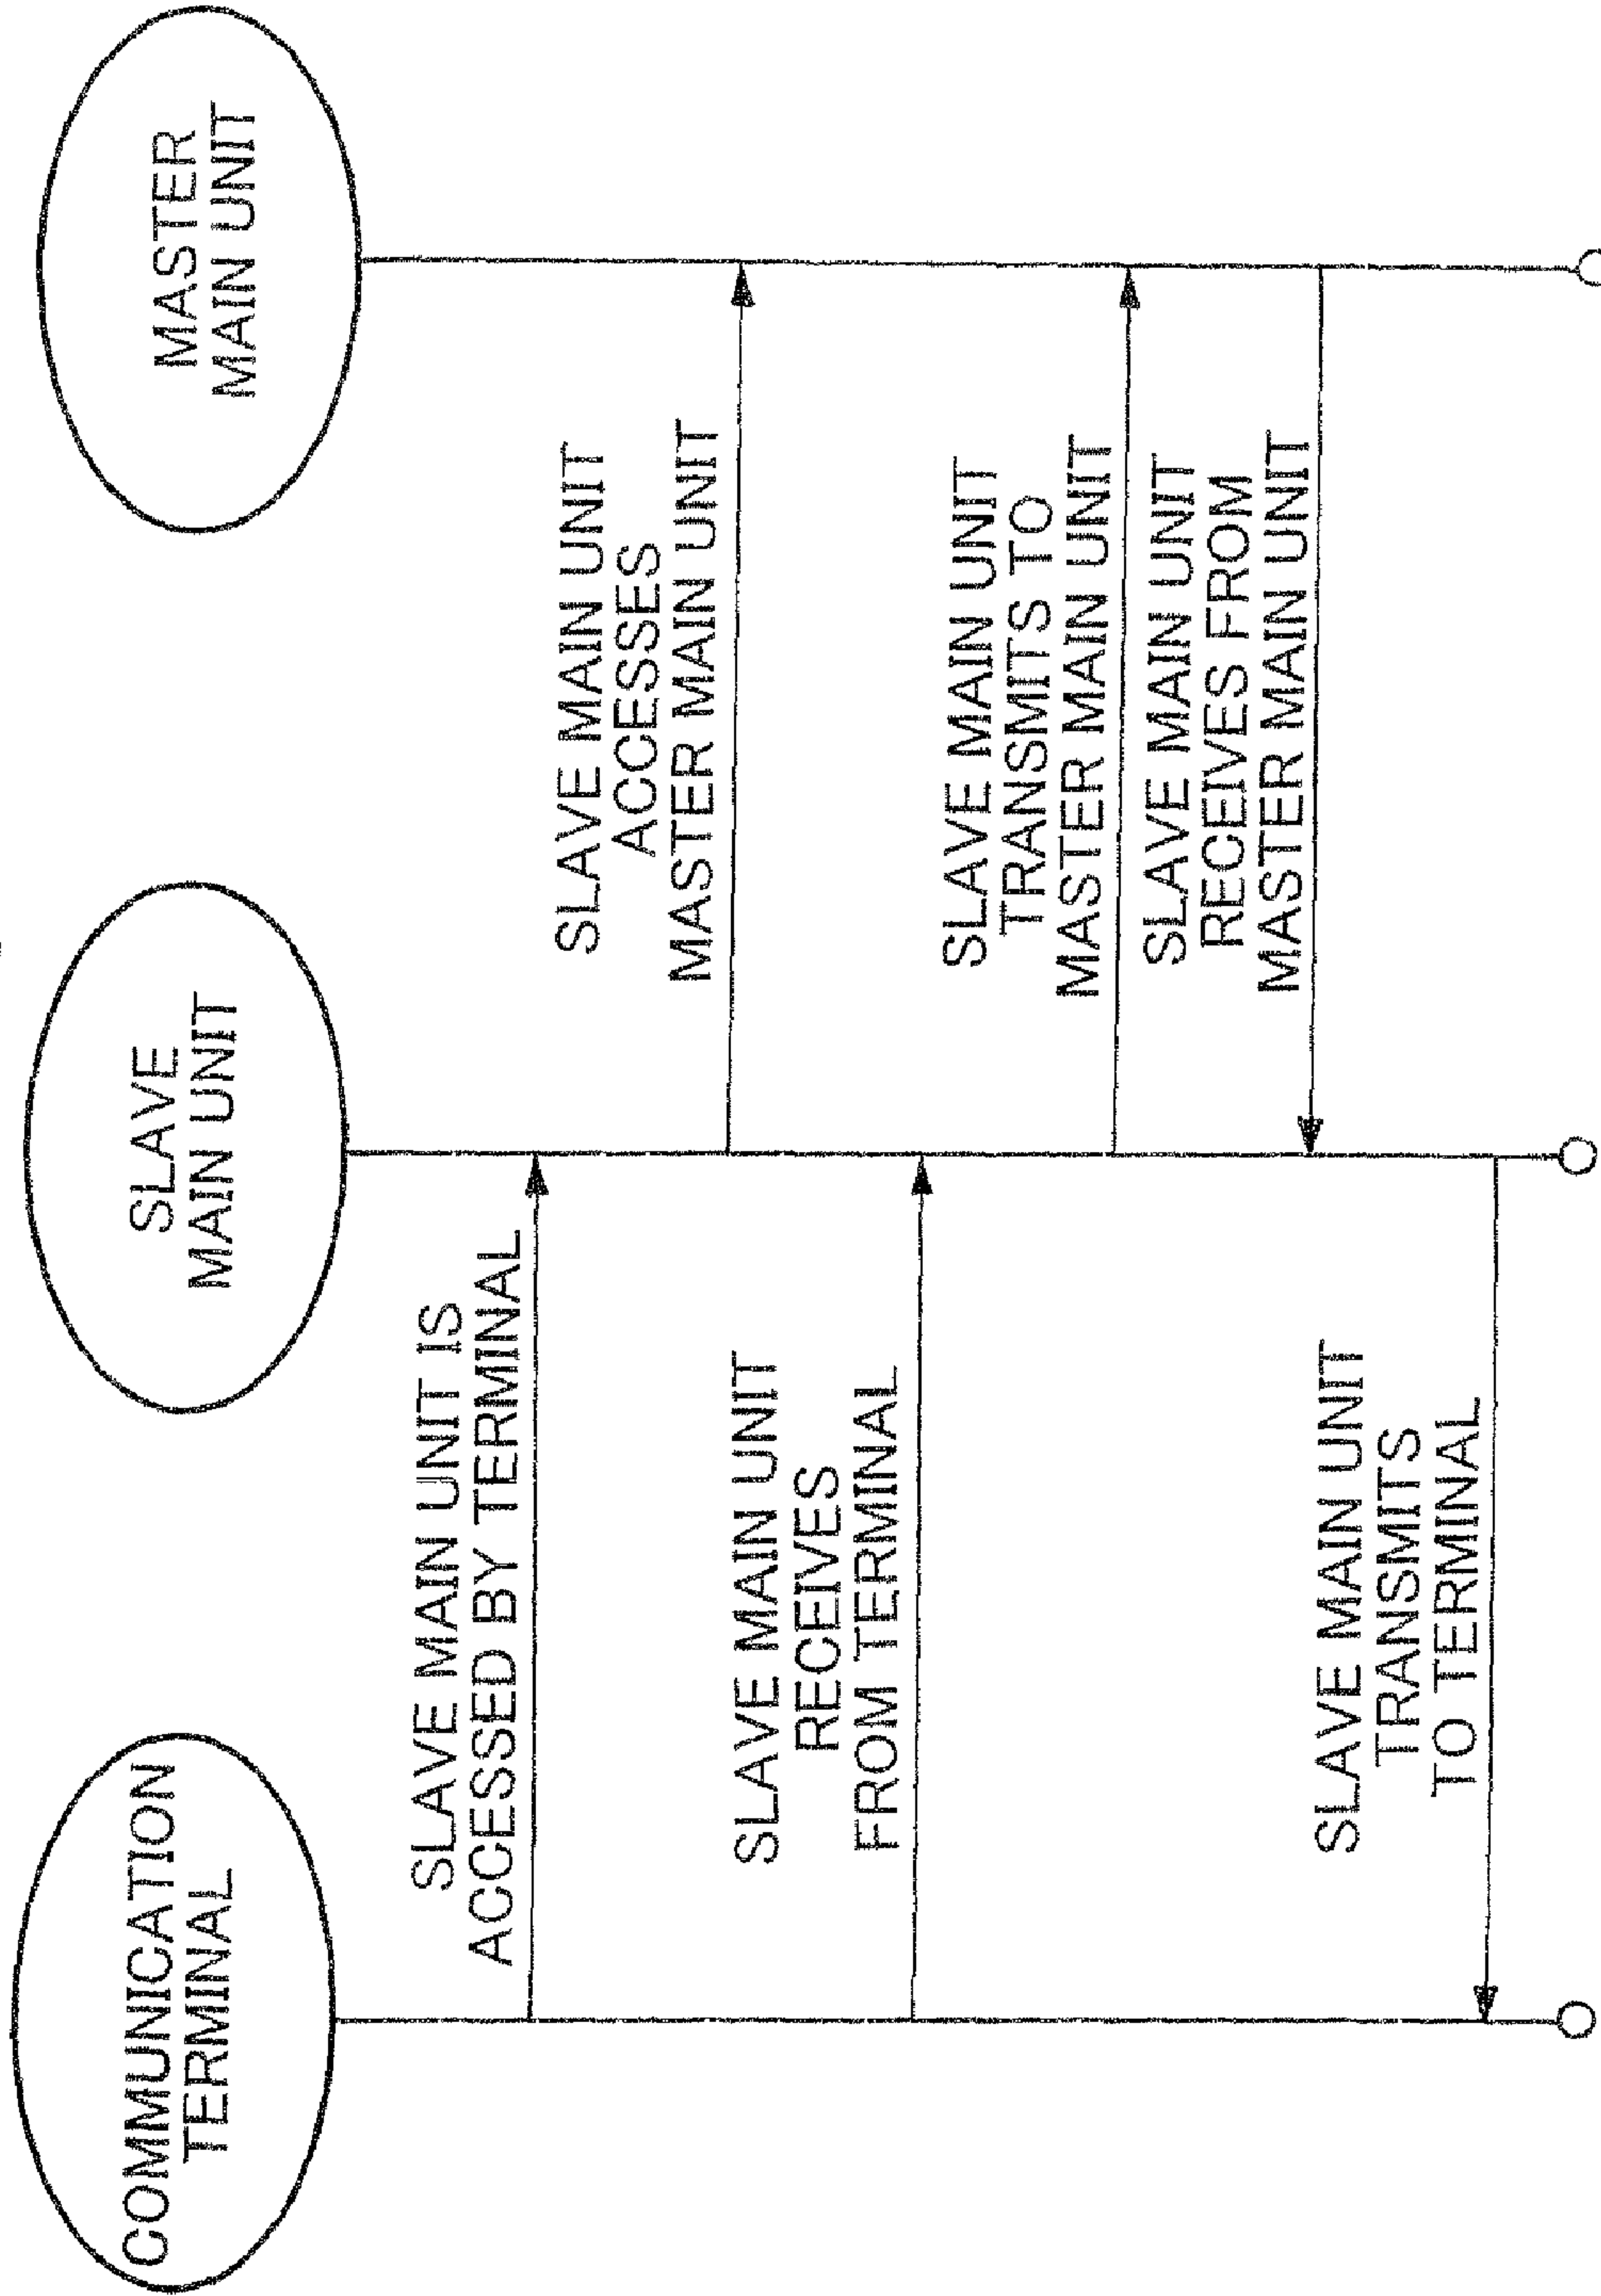 COMMUNICATION
TERMINAL
SLAVE
MAIN UNIT
MASTER
MAIN UNIT
SLAVE MAIN UNIT IS
ACCESSED BY TERMINAL
SLAVE MAIN UNIT
ACCESSES
MASTER MAIN UNIT
SLAVE MAIN UNIT
RECEIVES
FROM TERMINAL
SLAVE MAIN UNIT
TRANSMITS TO
MASTER MAIN UNIT
SLAVE MAIN UNIT
RECEIVES FROM
MASTER MAIN UNIT
SLAVE MAIN UNIT
TRANSMITS
TO TERMINAL